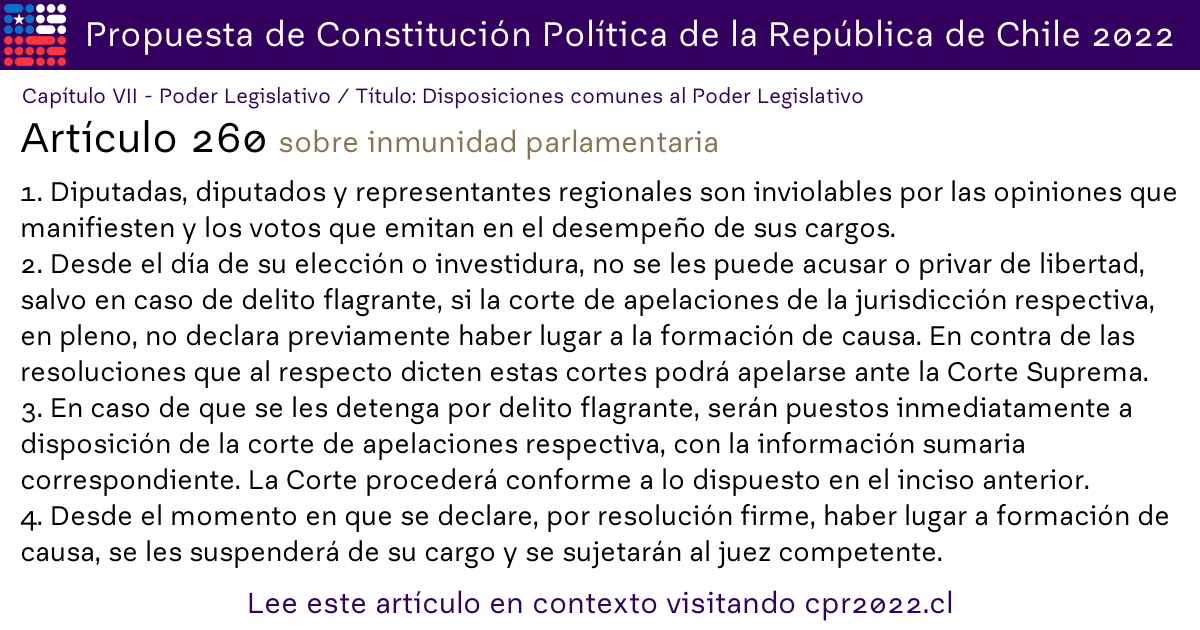 Propuesta de Constitución Política de la República de Chile 2022
Capítulo VII - Poder Legislativo / Título: Disposiciones comunes al Poder Legislativo
Artículo 260 sobre inmunidad parlamentaria
1. Diputadas, diputados y representantes regionales son inviolables por las opiniones que
manifiesten y los votos que emitan en el desempeño de sus cargos.
2. Desde el día de su elección o investidura, no se les puede acusar o privar de libertad,
salvo en caso de delito flagrante, si la corte de apelaciones de la jurisdicción respectiva,
en pleno, no declara previamente haber lugar a la formación de causa. En contra de las
resoluciones que al respecto dicten estas cortes podrá apelarse ante la Corte Suprema.
3. En caso de que se les detenga por delito flagrante, serán puestos inmediatamente a
disposición de la corte de apelaciones respectiva, con la información sumaria
correspondiente. La Corte procederá conforme a lo dispuesto en el inciso anterior.
4. Desde el momento en que se declare, por resolución firme, haber lugar a formación de
causa, se les suspenderá de su cargo y se sujetarán al juez competente.
Lee este artículo en contexto visitando cpr2022.cl